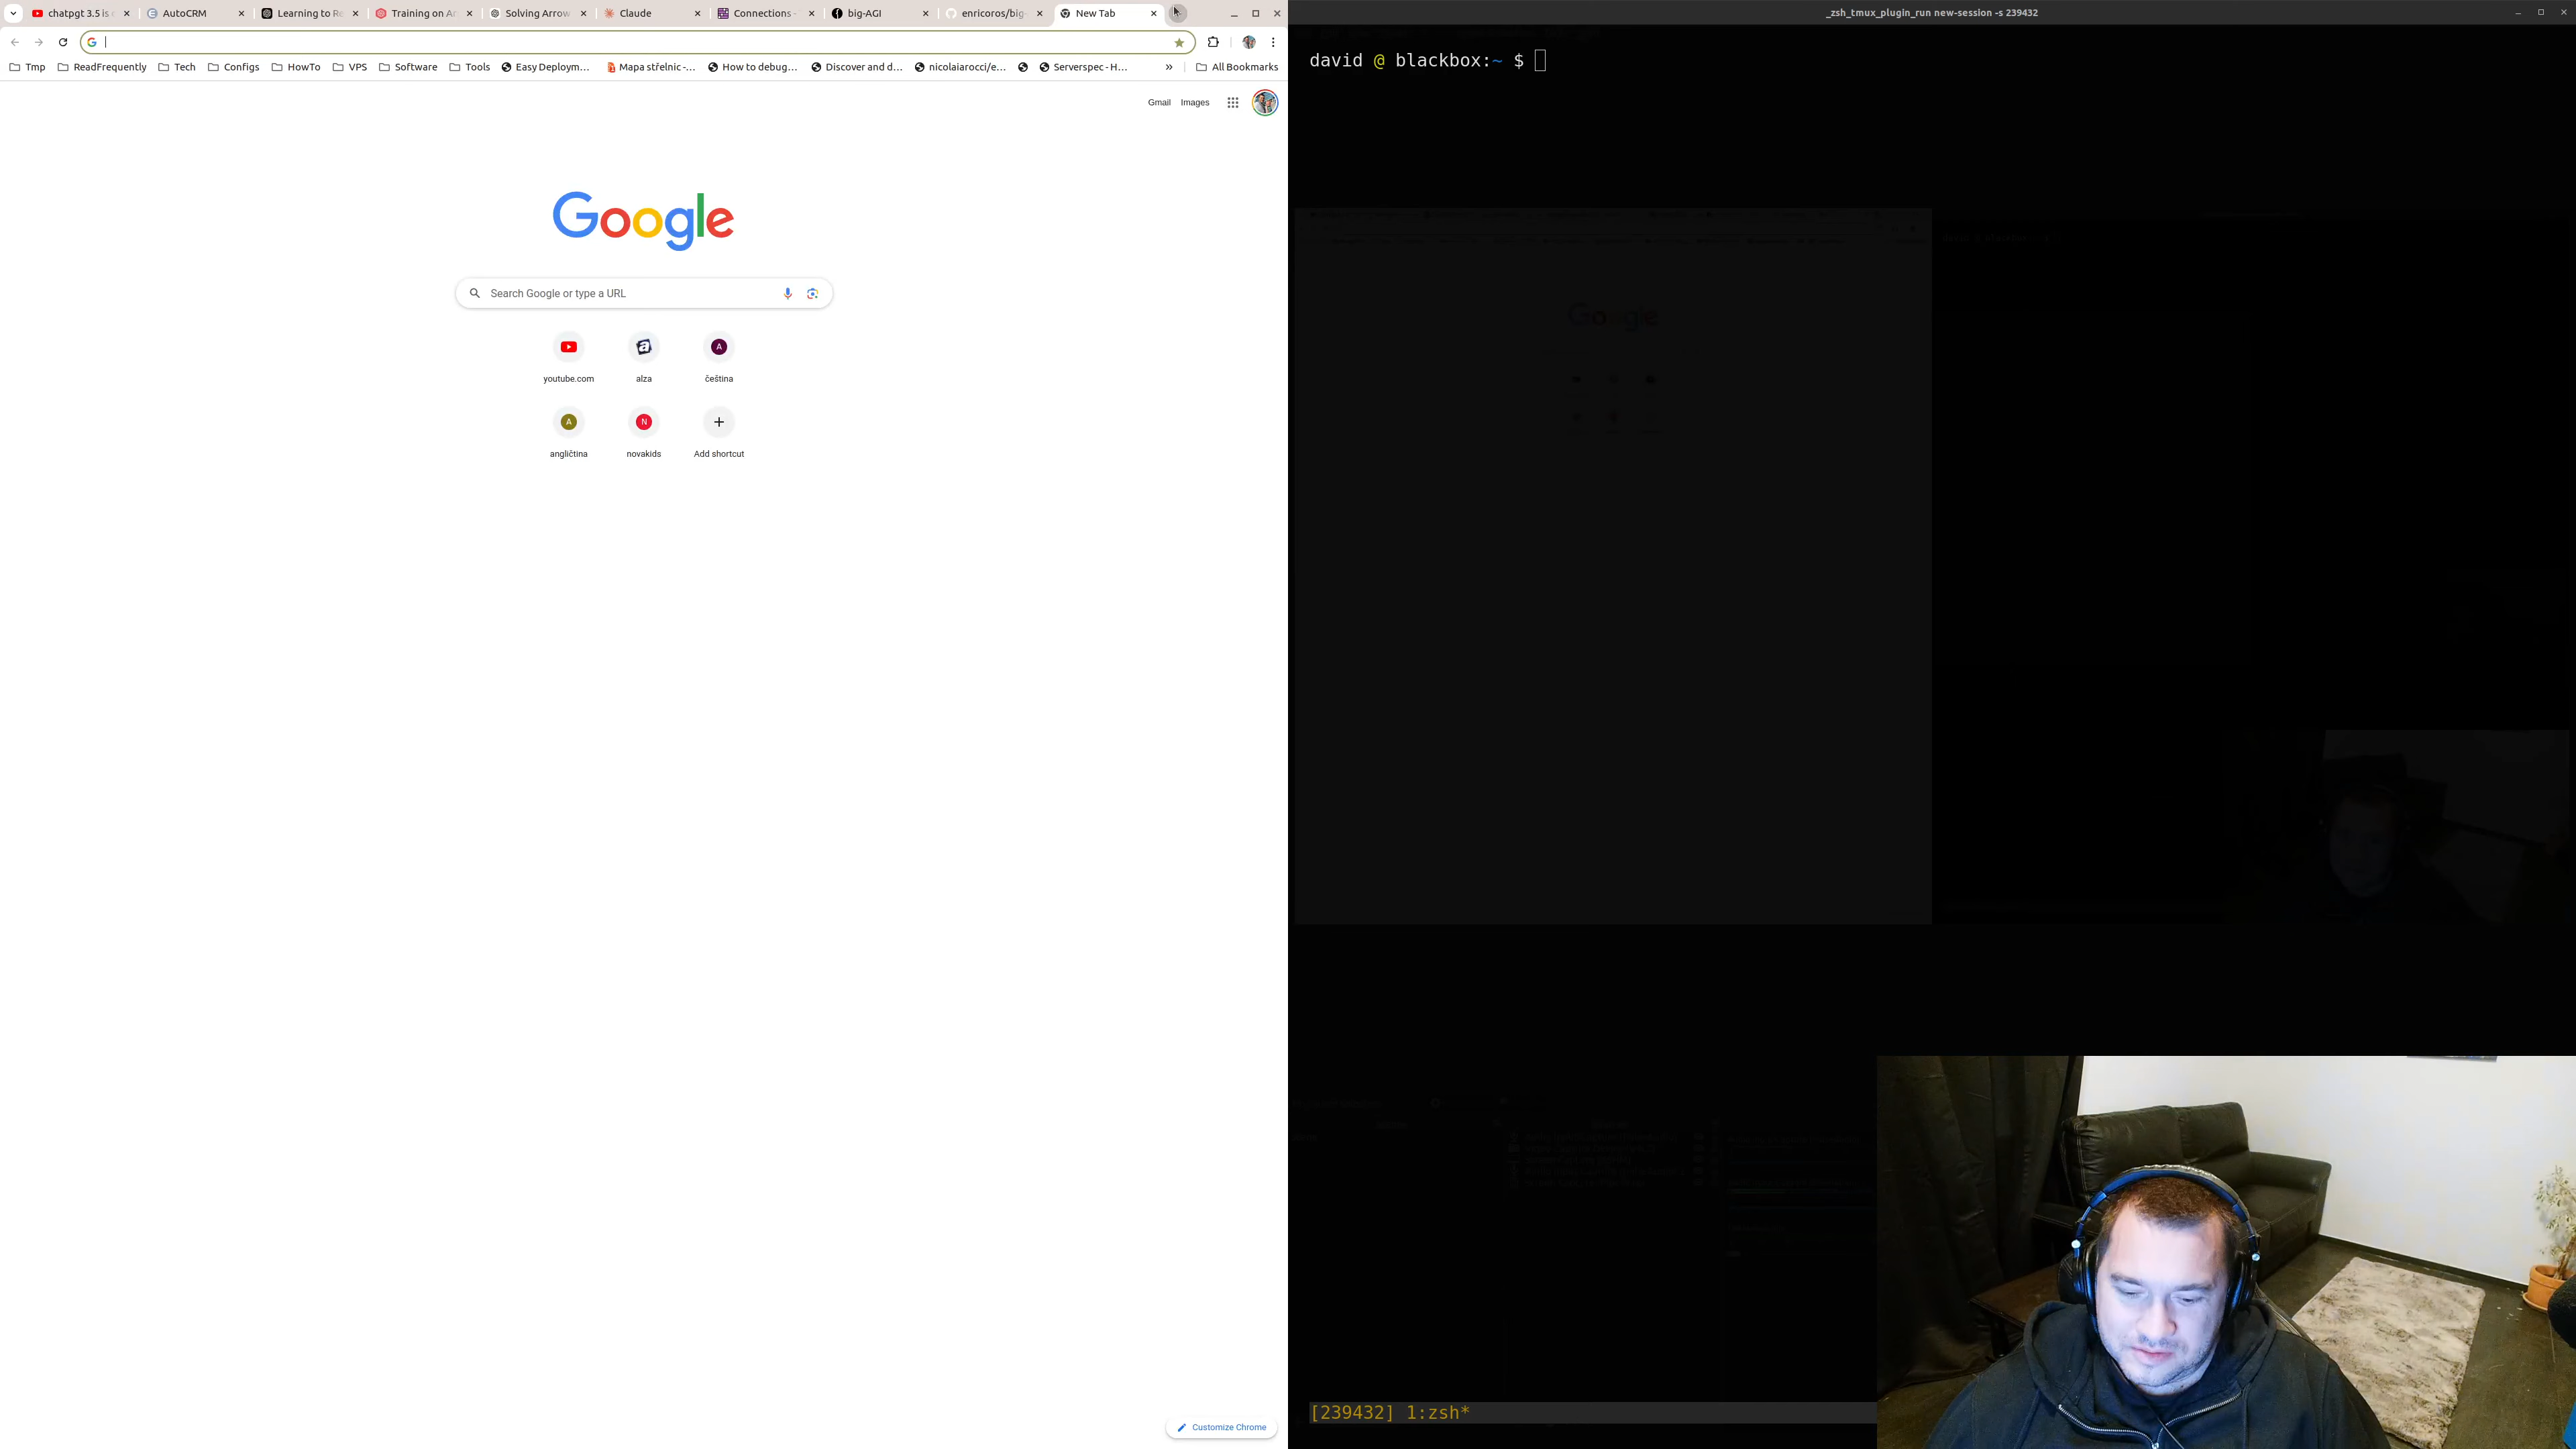 chatpgt 3.5 is
AutoCRM
Learning to Re
Training on Ar
Solving Arrow
Claude
Connections -
big-AGI
enricoros/big-
New Tab
Tmp
ReadFrequently
Tech
Configs
HowTo
VPS
Software
Tools
Easy Deploym…
Mapa střelnic -…
How to debug…
Discover and d…
nicolaiarocci/e…
Serverspec - H…
»
All Bookmarks
Gmail
Images
Google
Search Google or type a URL
youtube.com
alza
A
čeština
A
angličtina
N
novakids
Add shortcut
Customize Chrome
_zsh_tmux_plugin_run new-session -s 239432
david @ blackbox:~ $
Google
[239432] 1:zsh*